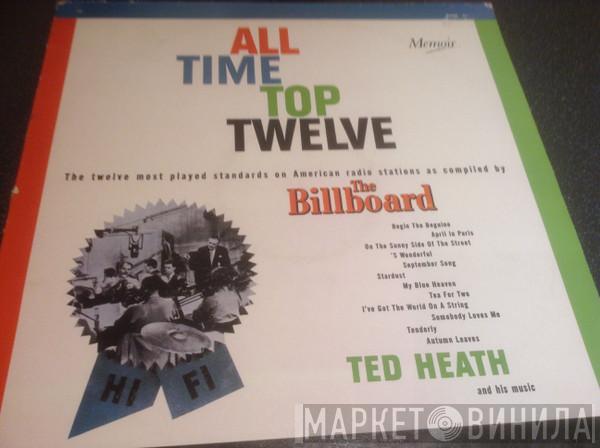 ALL
TIME
TOP
TWELVE
Memoir
The twelve most played standards on American radio stations as compiled by
The
Billboard
Begin The Beguine
April in Paris
On The Sunny Side Of The Street
'S Wonderful
September Song
Stardust
My Blue Heaven
Tea For Two
I've Got The World On A String
Somebody Loves Me
Tenderly
Autumn Leaves
HI FI
TED HEATH
and his music
МАРКЕТ ВИНИЛА